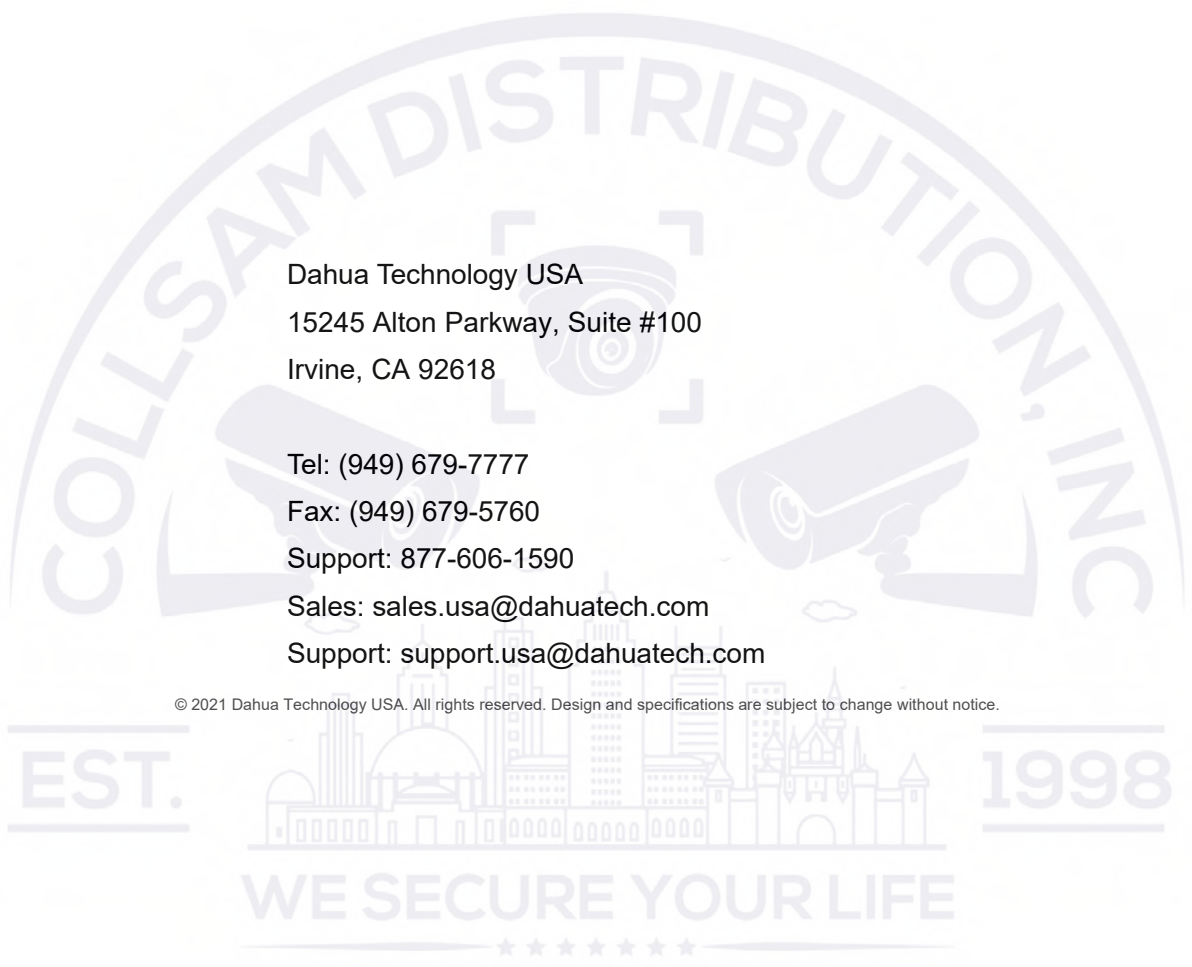 COLLSAM DISTRIBUTION, INC
Dahua Technology USA
15245 Alton Parkway, Suite #100
Irvine, CA 92618
Tel: (949) 679-7777
Fax: (949) 679-5760
Support: 877-606-1590
Sales: sales.usa@dahuatech.com
Support: support.usa@dahuatech.com
© 2021 Dahua Technology USA. All rights reserved. Design and specifications are subject to change without notice.
EST. 1998
WE SECURE YOUR LIFE